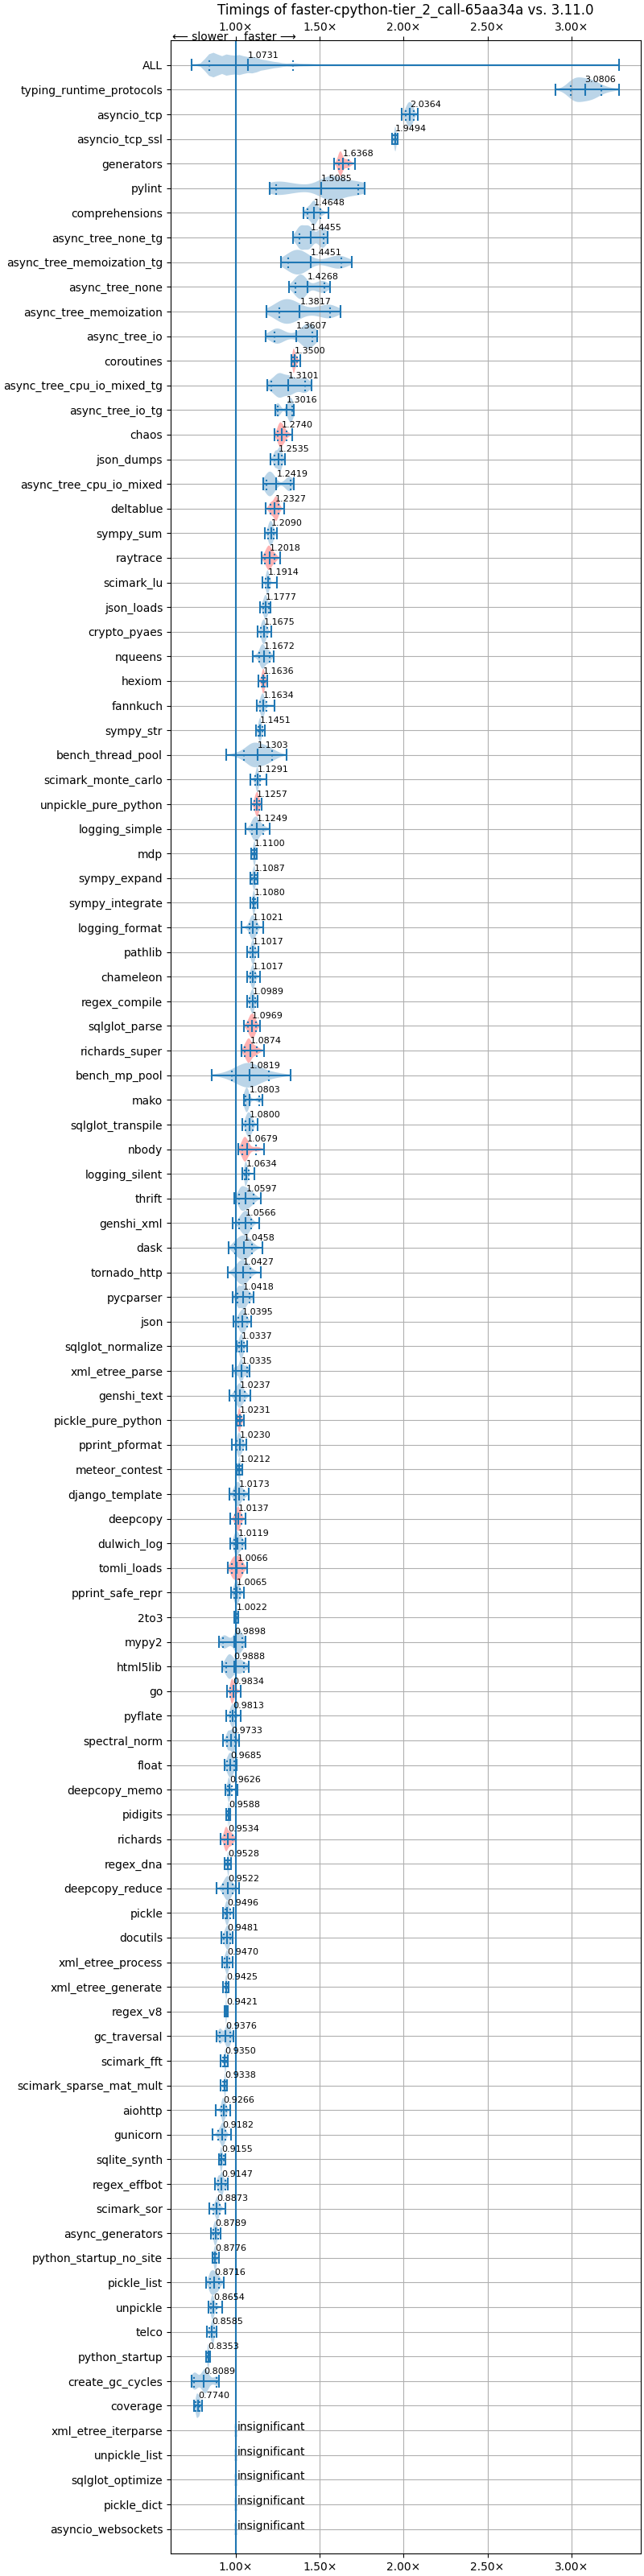 Timings of faster-cpython-tier_2_call-65aa34a vs. 3.11.0
1.00× 1.50× 2.00× 2.50× 3.00×
⟵ slower faster ⟶
ALL 1.0731
typing_runtime_protocols 3.0806
asyncio_tcp 2.0364
asyncio_tcp_ssl 1.9494
generators 1.6368
pylint 1.5085
comprehensions 1.4648
async_tree_none_tg 1.4455
async_tree_memoization_tg 1.4451
async_tree_none 1.4268
async_tree_memoization 1.3817
async_tree_io 1.3607
coroutines 1.3500
async_tree_cpu_io_mixed_tg 1.3101
async_tree_io_tg 1.3016
chaos 1.2740
json_dumps 1.2535
async_tree_cpu_io_mixed 1.2419
deltablue 1.2327
sympy_sum 1.2090
raytrace 1.2018
scimark_lu 1.1914
json_loads 1.1777
crypto_pyaes 1.1675
nqueens 1.1672
hexiom 1.1636
fannkuch 1.1634
sympy_str 1.1451
bench_thread_pool 1.1303
scimark_monte_carlo 1.1291
unpickle_pure_python 1.1257
logging_simple 1.1249
mdp 1.1100
sympy_expand 1.1087
sympy_integrate 1.1080
logging_format 1.1021
pathlib 1.1017
chameleon 1.1017
regex_compile 1.0989
sqlglot_parse 1.0969
richards_super 1.0874
bench_mp_pool 1.0819
mako 1.0803
sqlglot_transpile 1.0800
nbody 1.0679
logging_silent 1.0634
thrift 1.0597
genshi_xml 1.0566
dask 1.0458
tornado_http 1.0427
pycparser 1.0418
json 1.0395
sqlglot_normalize 1.0337
xml_etree_parse 1.0335
genshi_text 1.0237
pickle_pure_python 1.0231
pprint_pformat 1.0230
meteor_contest 1.0212
django_template 1.0173
deepcopy 1.0137
dulwich_log 1.0119
tomli_loads 1.0066
pprint_safe_repr 1.0065
2to3 1.0022
mypy2 0.9898
html5lib 0.9888
go 0.9834
pyflate 0.9813
spectral_norm 0.9733
float 0.9685
deepcopy_memo 0.9626
pidigits 0.9588
richards 0.9534
regex_dna 0.9528
deepcopy_reduce 0.9522
pickle 0.9496
docutils 0.9481
xml_etree_process 0.9470
xml_etree_generate 0.9425
regex_v8 0.9421
gc_traversal 0.9376
scimark_fft 0.9350
scimark_sparse_mat_mult 0.9338
aiohttp 0.9266
gunicorn 0.9182
sqlite_synth 0.9155
regex_effbot 0.9147
scimark_sor 0.8873
async_generators 0.8789
python_startup_no_site 0.8776
pickle_list 0.8716
unpickle 0.8654
telco 0.8585
python_startup 0.8353
create_gc_cycles 0.8089
coverage 0.7740
xml_etree_iterparse insignificant
unpickle_list insignificant
sqlglot_optimize insignificant
pickle_dict insignificant
asyncio_websockets insignificant
1.00× 1.50× 2.00× 2.50× 3.00×